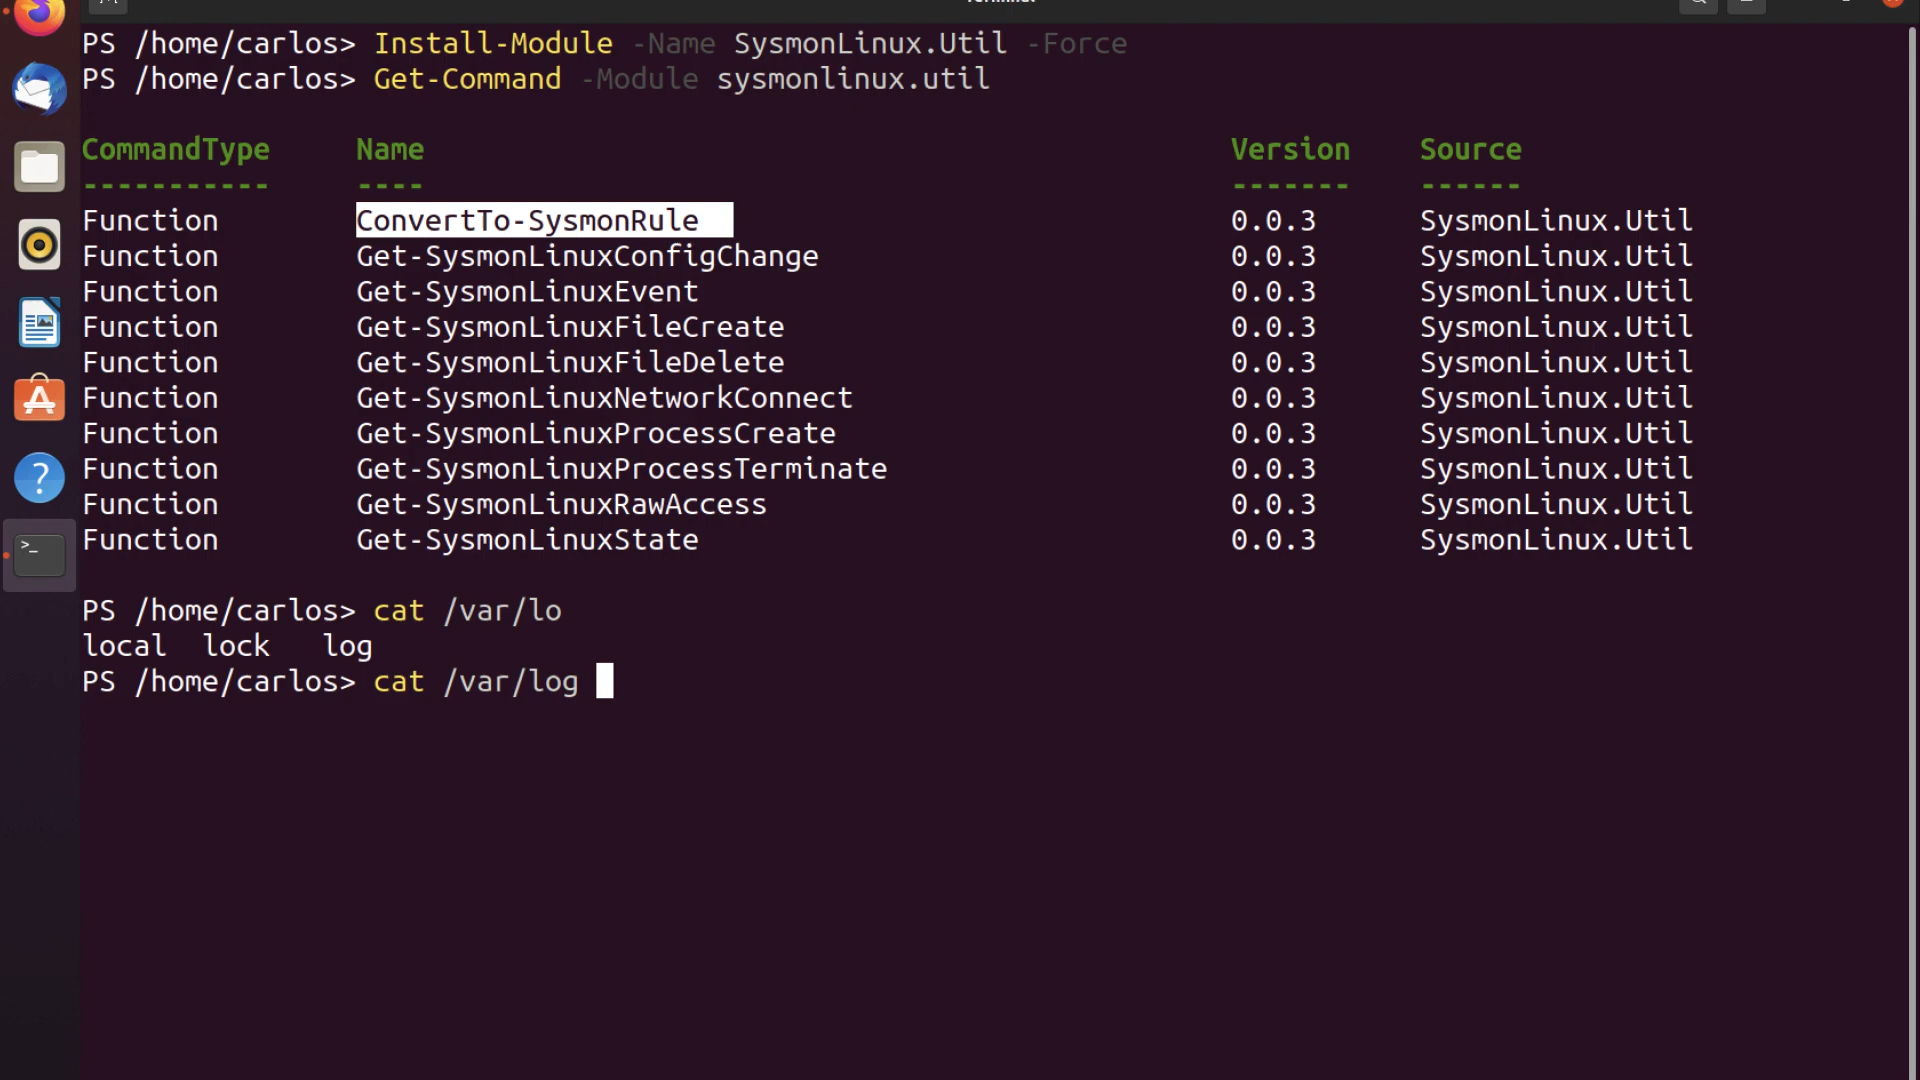 PS /home/carlos> Install-Module -Name SysmonLinux.Util -Force
PS /home/carlos> Get-Command -Module sysmonlinux.util
CommandType Name Version Source
----------- ---- ------- ------
Function ConvertTo-SysmonRule 0.0.3 SysmonLinux.Util
Function Get-SysmonLinuxConfigChange 0.0.3 SysmonLinux.Util
Function Get-SysmonLinuxEvent 0.0.3 SysmonLinux.Util
Function Get-SysmonLinuxFileCreate 0.0.3 SysmonLinux.Util
Function Get-SysmonLinuxFileDelete 0.0.3 SysmonLinux.Util
Function Get-SysmonLinuxNetworkConnect 0.0.3 SysmonLinux.Util
Function Get-SysmonLinuxProcessCreate 0.0.3 SysmonLinux.Util
Function Get-SysmonLinuxProcessTerminate 0.0.3 SysmonLinux.Util
Function Get-SysmonLinuxRawAccess 0.0.3 SysmonLinux.Util
Function Get-SysmonLinuxState 0.0.3 SysmonLinux.Util
PS /home/carlos> cat /var/lo
local lock log
PS /home/carlos> cat /var/log